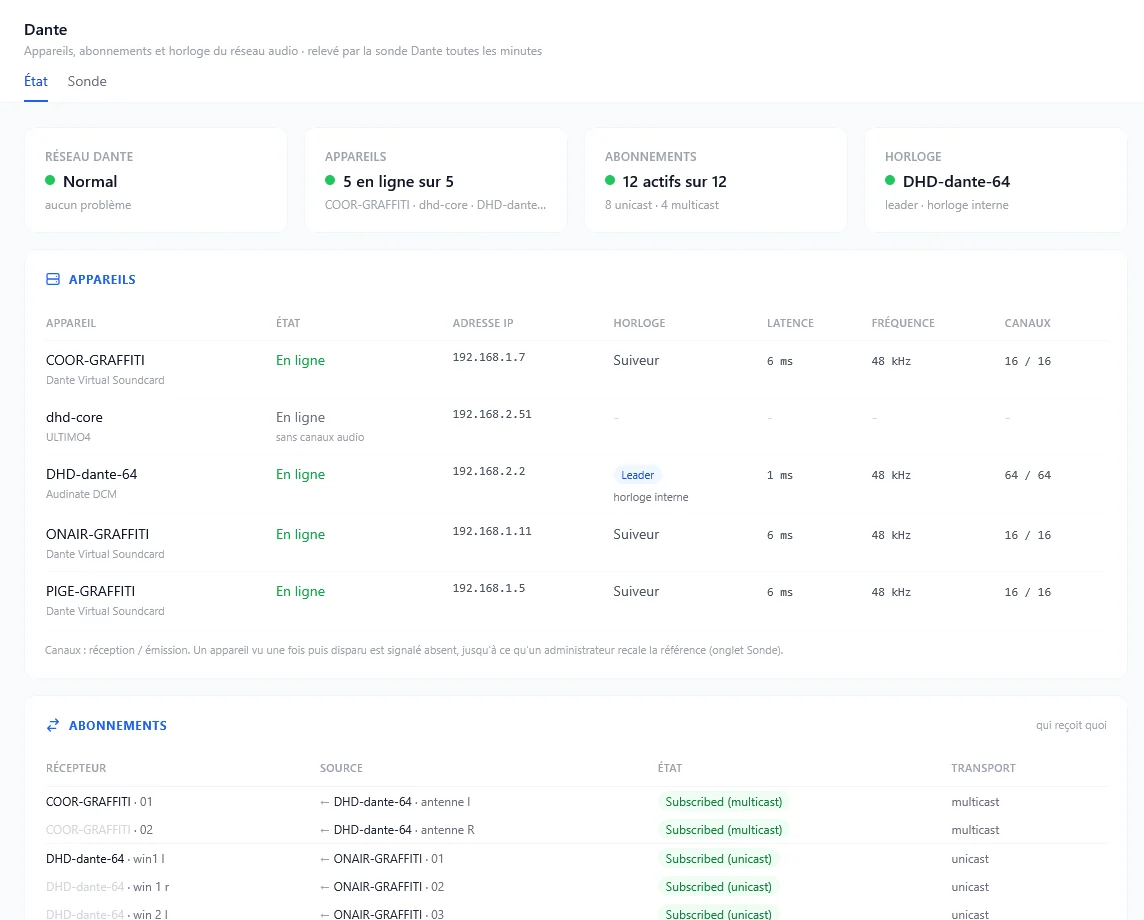 Dante
Appareils, abonnements et horloge du réseau audio · relevé par la sonde Dante toutes les minutes
État Sonde
RÉSEAU DANTE
Normal
aucun problème
APPAREILS
5 en ligne sur 5
COOR-GRAFFITI · dhd-core · DHD-dante...
ABONNEMENTS
12 actifs sur 12
8 unicast · 4 multicast
HORLOGE
DHD-dante-64
leader · horloge interne
APPAREILS
APPAREIL ÉTAT ADRESSE IP HORLOGE LATENCE FRÉQUENCE CANAUX
COOR-GRAFFITI En ligne 192.168.1.7 Suiveur 6 ms 48 kHz 16 / 16
Dante Virtual Soundcard
dhd-core En ligne 192.168.2.51 – – – –
ULTIMO4 sans canaux audio
DHD-dante-64 En ligne 192.168.2.2 Leader 1 ms 48 kHz 64 / 64
Audinate DCM horloge interne
ONAIR-GRAFFITI En ligne 192.168.1.11 Suiveur 6 ms 48 kHz 16 / 16
Dante Virtual Soundcard
PIGE-GRAFFITI En ligne 192.168.1.5 Suiveur 6 ms 48 kHz 16 / 16
Dante Virtual Soundcard
Canaux : réception / émission. Un appareil vu une fois puis disparu est signalé absent, jusqu'à ce qu'un administrateur recale la référence (onglet Sonde).
ABONNEMENTS qui reçoit quoi
RÉCEPTEUR SOURCE ÉTAT TRANSPORT
COOR-GRAFFITI · 01 ← DHD-dante-64 · antenne l Subscribed (multicast) multicast
COOR-GRAFFITI · 02 ← DHD-dante-64 · antenne R Subscribed (multicast) multicast
DHD-dante-64 · win1 l ← ONAIR-GRAFFITI · 01 Subscribed (unicast) unicast
DHD-dante-64 · win 1 r ← ONAIR-GRAFFITI · 02 Subscribed (unicast) unicast
DHD-dante-64 · win 2 l ← ONAIR-GRAFFITI · 03 Subscribed (unicast) unicast